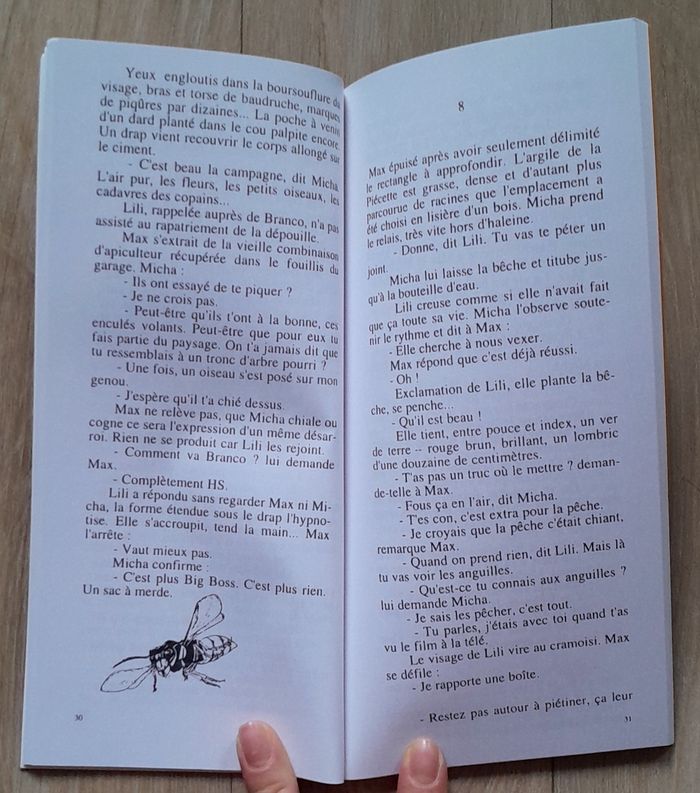 Yeux engloutis dans la boursouflure du
visage, bras et torse de baudruche, marques
de piqûres par dizaines... La poche à venin
d'un dard planté dans le cou palpite encore.
Un drap vient recouvrir le corps allongé sur
le ciment.
- C'est beau la campagne, dit Micha.
L'air pur, les fleurs, les petits oiseaux, les
cadavres des copains...
Lili, rappelée auprès de Branco, n'a pas
assisté au rapatriement de la dépouille.
Max s'extrait de la vieille combinaison
d'apiculteur récupérée dans le fouillis du
garage. Micha :
- Ils ont essayé de te piquer ?
- Je ne crois pas.
- Peut-être qu'ils t'ont à la bonne, ces
enculés volants. Peut-être que pour eux tu
fais partie du paysage. On t'a jamais dit que
tu ressemblais à un tronc d'arbre pourri ?
- Une fois, un oiseau s'est posé sur mon
genou.
- J'espère qu'il t'a chié dessus.
Max ne relève pas, que Micha chiale ou
cogne ce sera l'expression d'un même désar-
roi. Rien ne se produit car Lili les rejoint.
- Comment va Branco ? lui demande
Max.
- Complètement HS.
Lili a répondu sans regarder Max ni Mi-
cha, la forme étendue sous le drap l'hypno-
tise. Elle s'accroupit, tend la main... Max
l'arrête :
- Vaut mieux pas.
Micha confirme :
- C'est plus Big Boss. C'est plus rien.
Un sac à merde.
30
8
Max épuisé après avoir seulement délimité
le rectangle à approfondir. L'argile de la
Piécette est grasse, dense et d'autant plus
parcourue de racines que l'emplacement a
été choisi en lisière d'un bois. Micha prend
le relais, très vite hors d'haleine.
- Donne, dit Lili. Tu vas te péter un
joint.
Micha lui laisse la bêche et titube jus-
qu'à la bouteille d'eau.
Lili creuse comme si elle n'avait fait
que ça toute sa vie. Micha l'observe soute-
nir le rythme et dit à Max :
- Elle cherche à nous vexer.
Max répond que c'est déjà réussi.
- Oh !
Exclamation de Lili, elle plante la bê-
che, se penche...
- Qu'il est beau !
Elle tient, entre pouce et index, un ver
de terre -- rouge brun, brillant, un lombric
d'une douzaine de centimètres.
- T'as pas un truc où le mettre ? deman-
de-telle à Max.
- Fous ça en l'air, dit Micha.
- T'es con, c'est extra pour la pêche.
- Je croyais que la pêche c'était chiant,
remarque Max.
- Quand on prend rien, dit Lili. Mais là
tu vas voir les anguilles.
- Qu'est-ce tu connais aux anguilles ?
lui demande Micha.
- Je sais les pêcher, c'est tout.
- Tu parles, j'étais avec toi quand t'as
vu le film à la télé.
Le visage de Lili vire au cramoisi. Max
se défile :
- Je rapporte une boîte.
- Restez pas autour à piétiner, ça leur
31